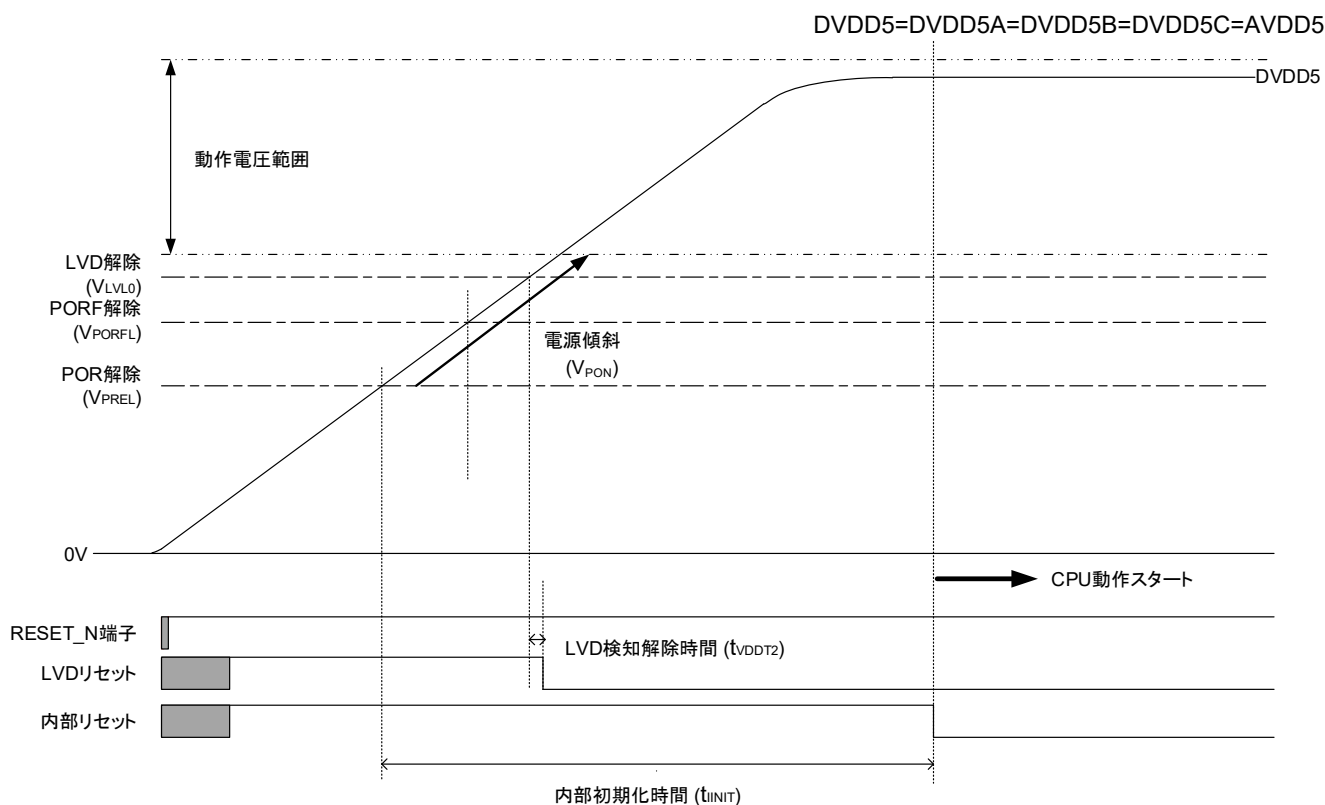 DVDD5=DVDD5A=DVDD5B=DVDD5C=AVDD5
DVDD5
動作電圧範囲
LVD解除
(VLVL0)
PORF解除
(VPORFL)
電源傾斜
(VPON)
POR解除
(VPREL)
0V
CPU動作スタート
RESET_N端子
LVD検知解除時間 (tVDDT2)
LVDリセット
内部リセット
内部初期化時間 (tIINIT)